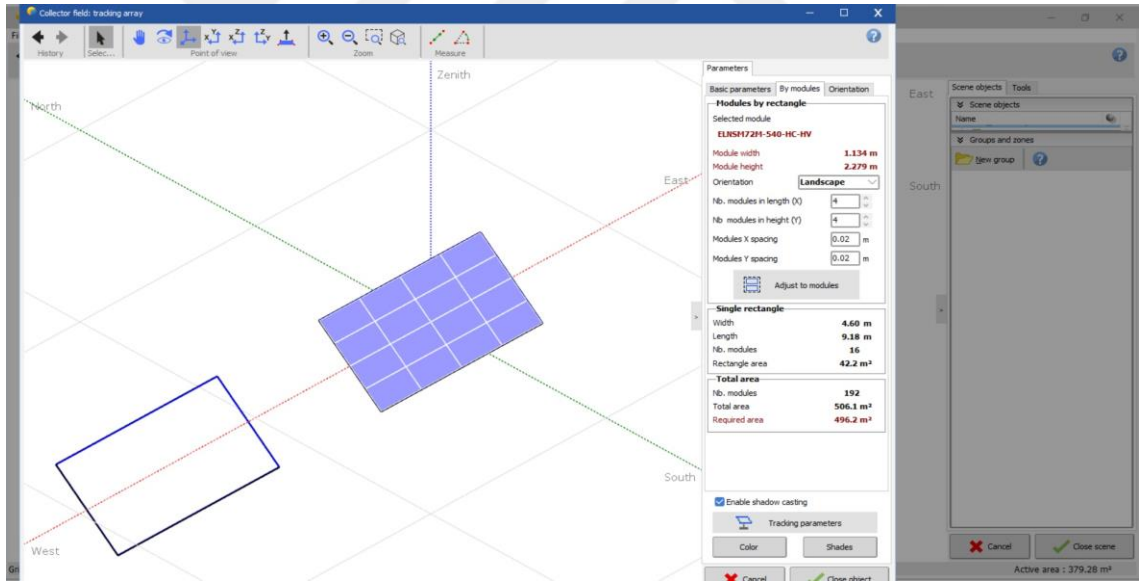 Collector field: tracking array
History
Selec...
Point of view
Zoom
Measure
Zenith
North
East
South
West
Parameters
Basic parameters By modules Orientation
Modules by rectangle
Selected module
ELNSM72M-540-HC-HV
Module width 1.134 m
Module height 2.279 m
Orientation Landscape
Nb. modules in length (X) 4
Nb modules in height (Y) 4
Modules X spacing 0.02 m
Modules Y spacing 0.02 m
Adjust to modules
Single rectangle
Width 4.60 m
Length 9.18 m
Nb. modules 16
Rectangle area 42.2 m²
Total area
Nb. modules 192
Total area 506.1 m²
Required area 496.2 m²
Enable shadow casting
Tracking parameters
Color Shades
Cancel Close object
East
South
Scene objects Tools
Scene objects
Name
Groups and zones
New group
Cancel Close scene
Active area : 379.28 m²